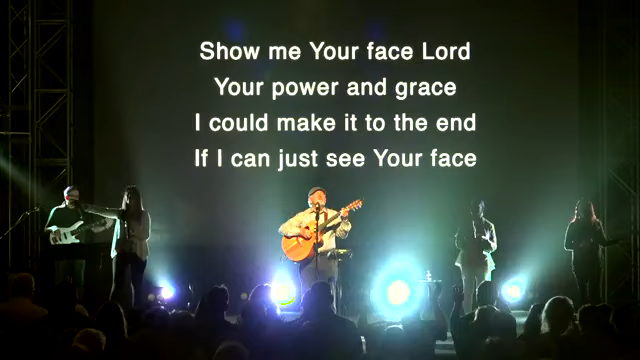 Show me Your face Lord
Your power and grace
I could make it to the end
If I can just see Your face